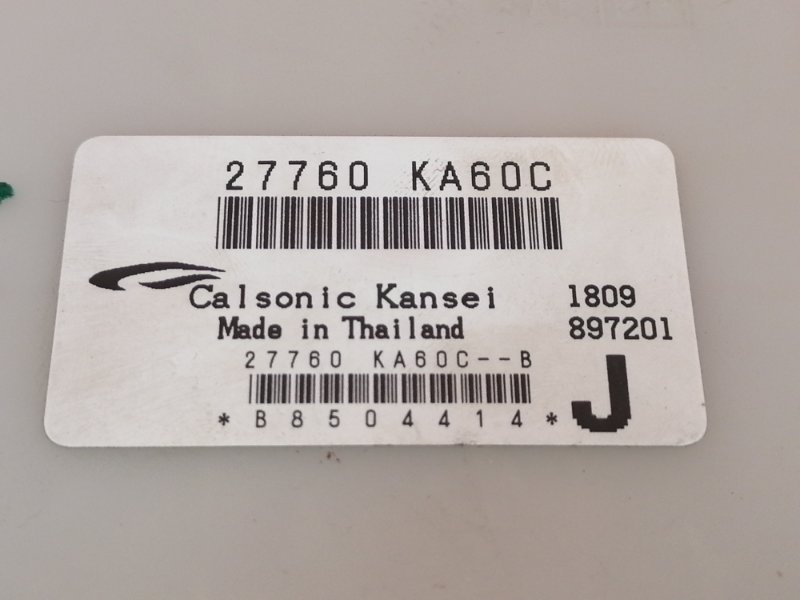 27760 KA60C
Calsonic Kansei 1809
Made in Thailand 897201
27760 KA60C--B
J
*B8504414*